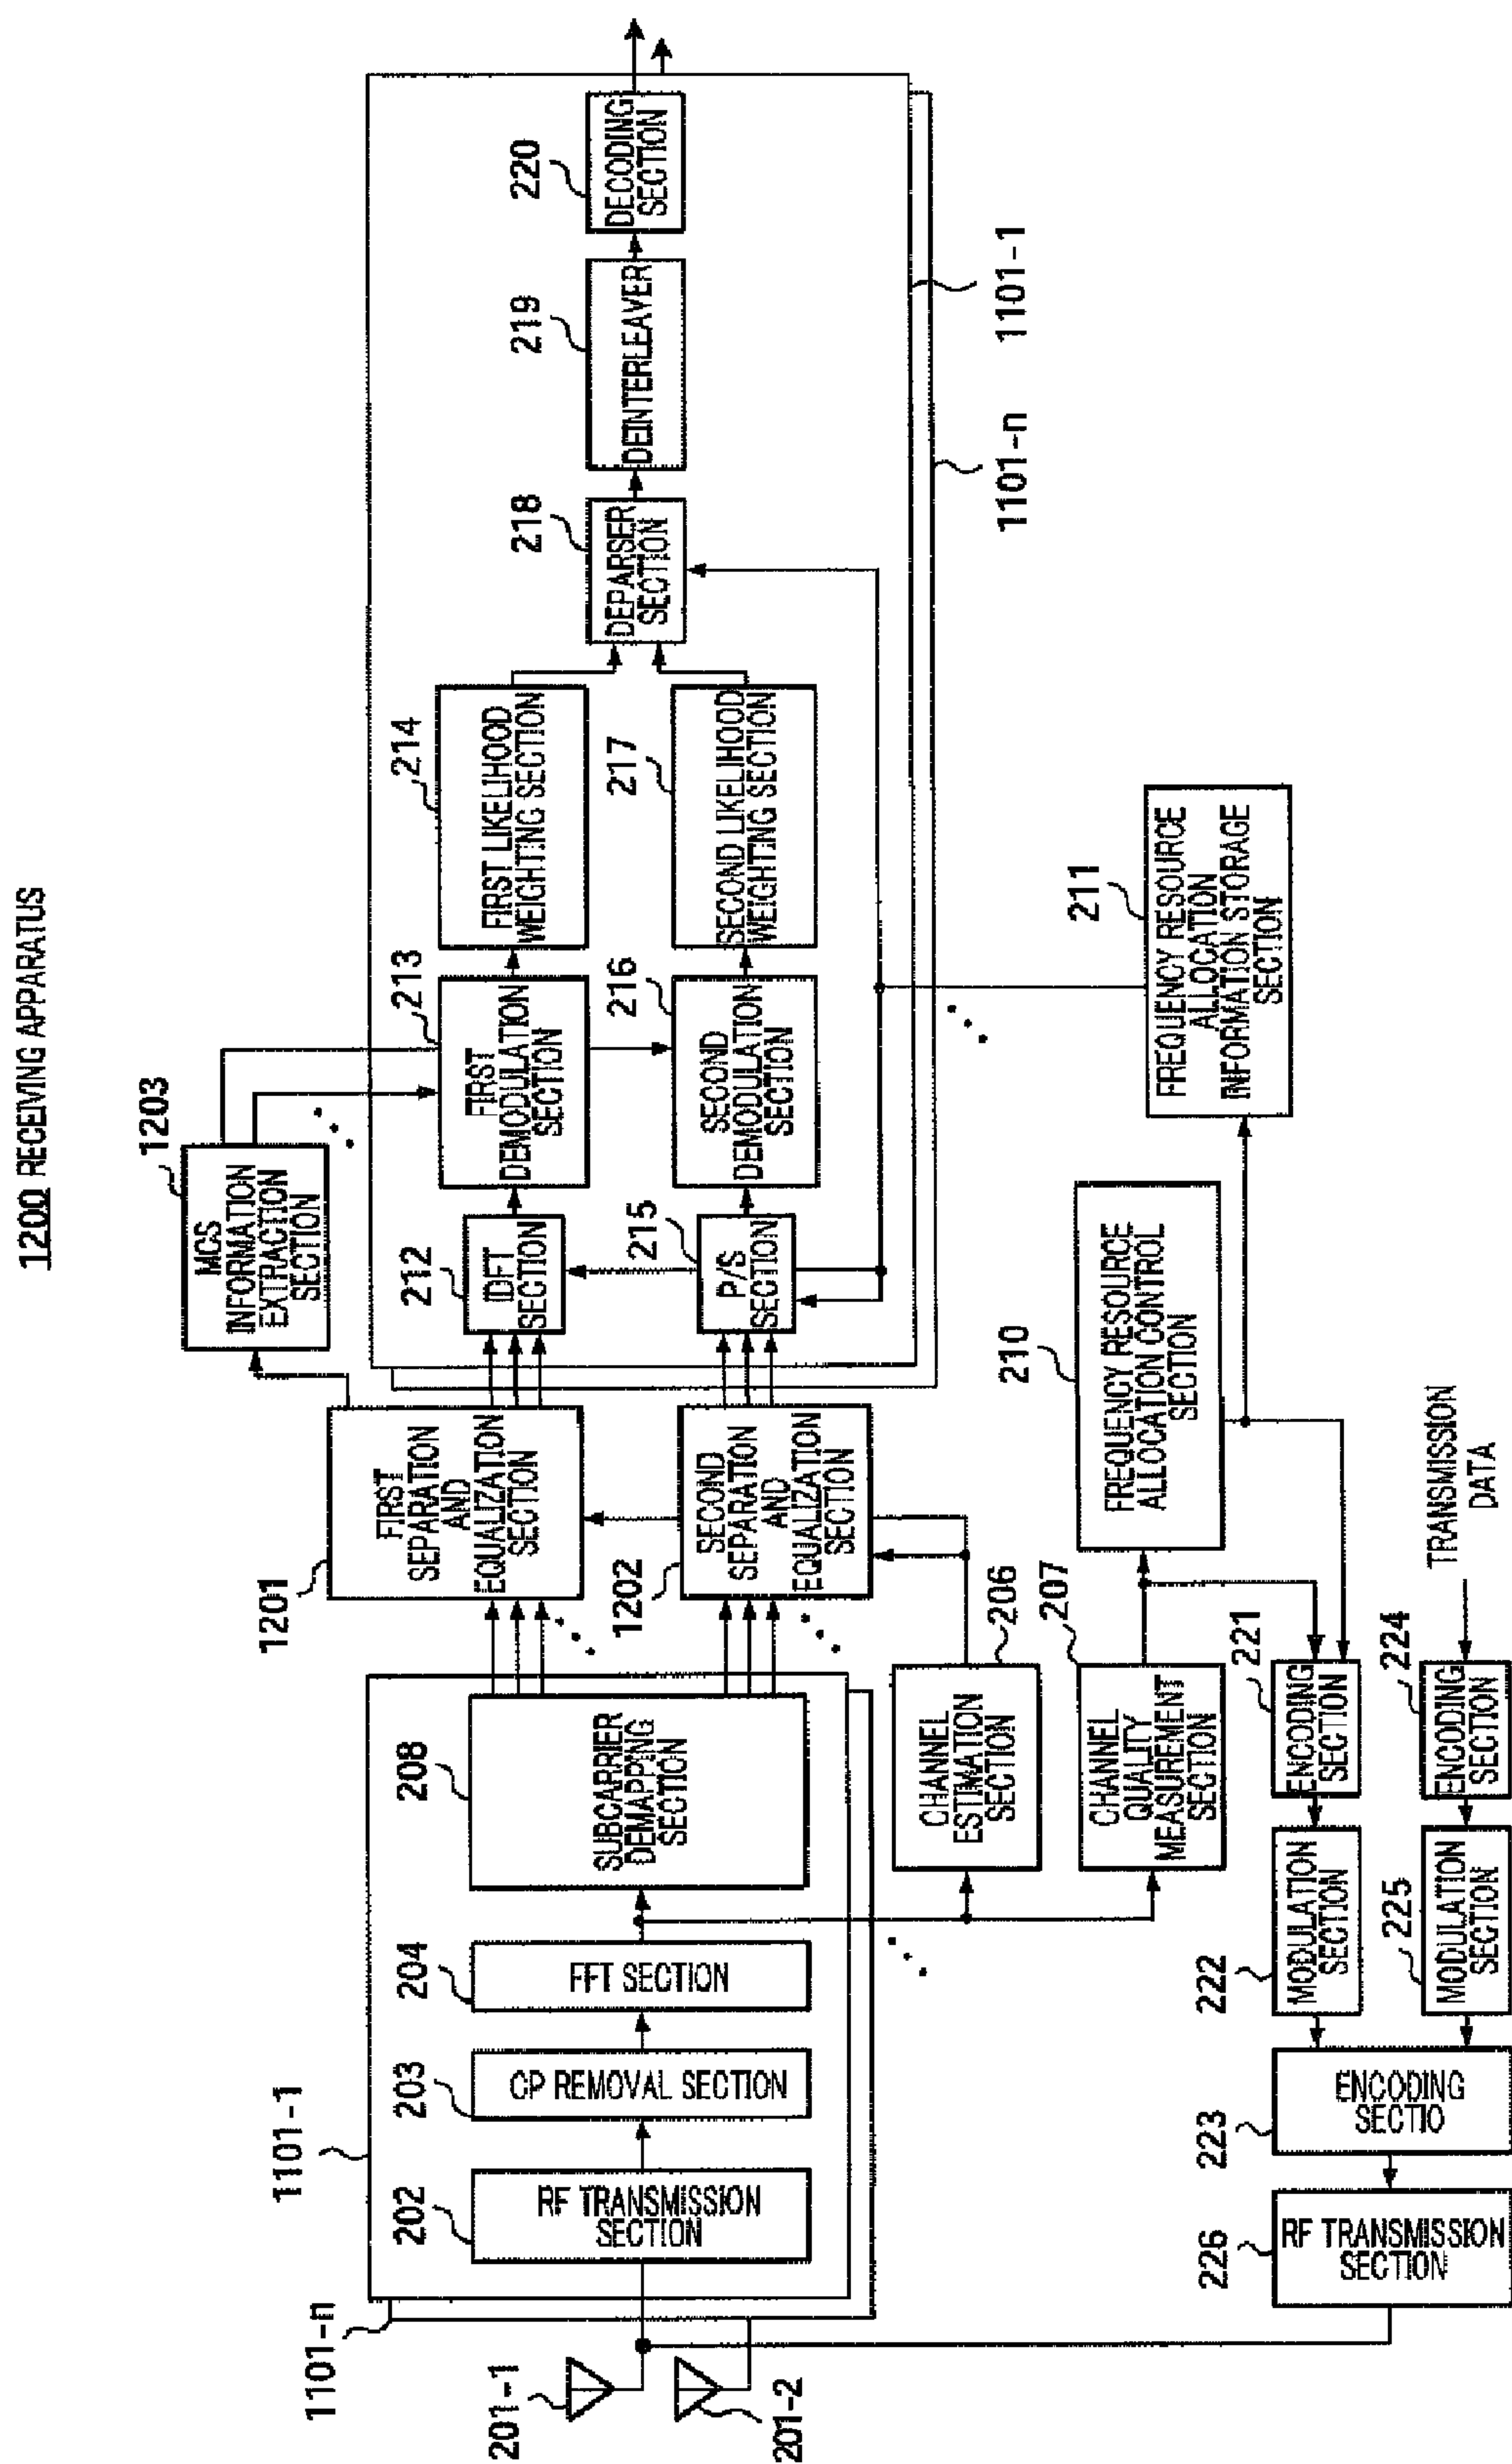 1200 RECEIVING APPARATUS
1101-n
1101-1
201-1
201-2
202
RF TRANSMISSION
SECTION
203
CP REMOVAL SECTION
204
FFT SECTION
208
SUBCARRIER
DEMAPPING
SECTION
1201
FIRST
SEPARATION
AND
EQUALIZATION
SECTION
1202
SECOND
SEPARATION
AND
EQUALIZATION
SECTION
1203
MCS
INFORMATION
EXTRACTION
SECTION
212
IDFT
SECTION
213
FIRST
DEMODULATION
SECTION
214
FIRST LIKELIHOOD
WEIGHTING SECTION
215
P/S
SECTION
216
SECOND
DEMODULATION
SECTION
217
SECOND LIKELIHOOD
WEIGHTING SECTION
218
DEPARSER
SECTION
219
DEINTERLEAVER
220
DECODING
SECTION
1101-n
1101-1
206
CHANNEL
ESTIMATION
SECTION
207
CHANNEL
QUALITY
MEASUREMENT
SECTION
210
FREQUENCY RESOURCE
ALLOCATION CONTROL
SECTION
211
FREQUENCY RESOURCE
ALLOCATION
INFORMATION STORAGE
SECTION
226
RF TRANSMISSION
SECTION
223
ENCODING
SECTIO
222
MODULATION
SECTION
221
ENCODING
SECTION
225
MODULATION
SECTION
224
ENCODING
SECTION
TRANSMISSION
DATA